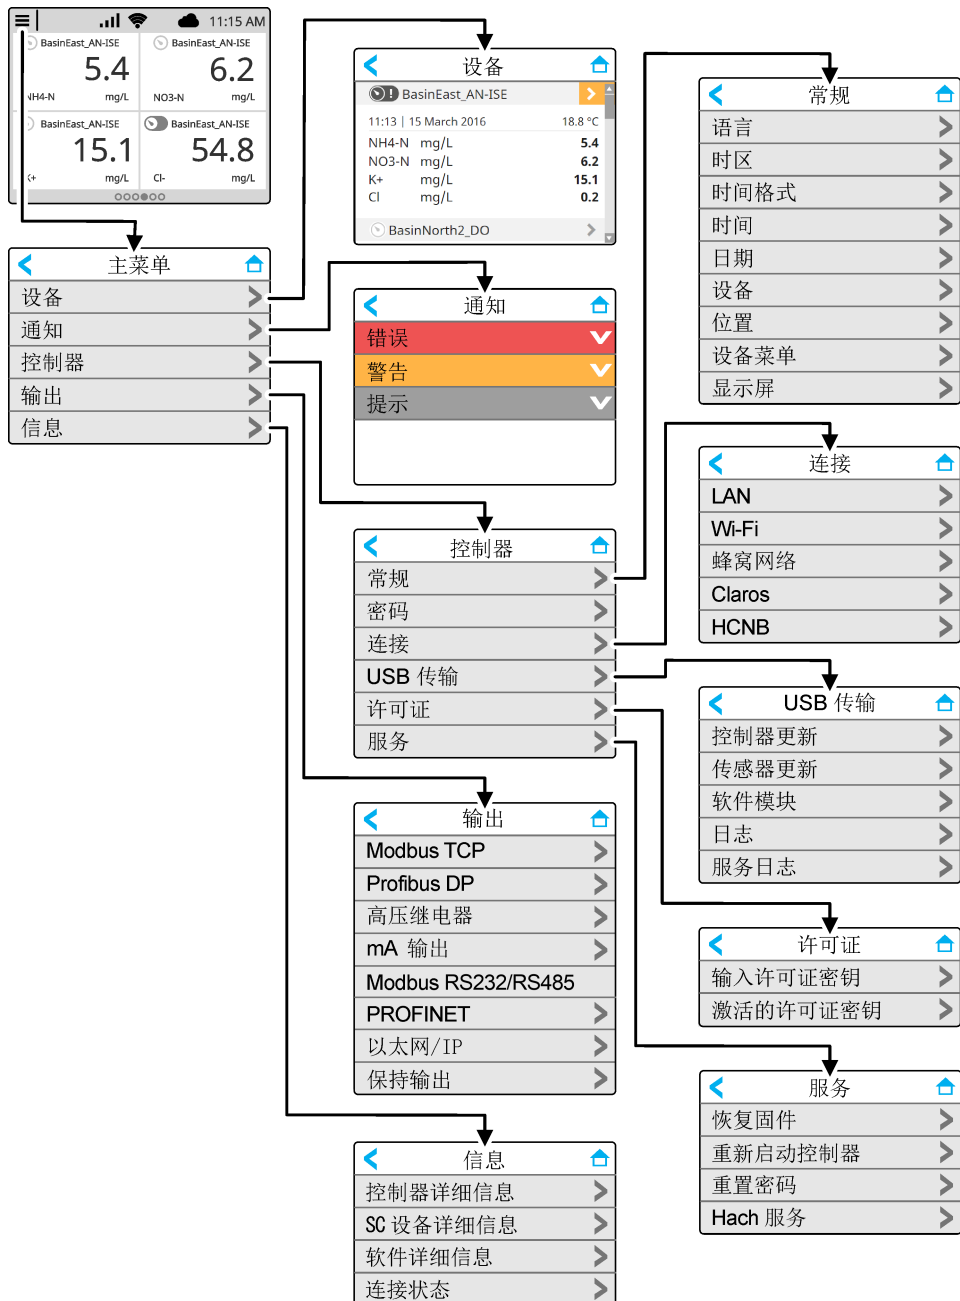 11:15 AM
BasinEast_AN-ISE
BasinEast_AN-ISE
5.4
6.2
NH4-N mg/L
NO3-N mg/L
BasinEast_AN-ISE
BasinEast_AN-ISE
15.1
54.8
K+ mg/L
Cl- mg/L
主菜单
设备
通知
控制器
输出
信息
设备
BasinEast_AN-ISE
11:13 | 15 March 2016 18.8 °C
NH4-N mg/L 5.4
NO3-N mg/L 6.2
K+ mg/L 15.1
Cl mg/L 0.2
BasinNorth2_DO
通知
错误
警告
提示
控制器
常规
密码
连接
USB 传输
许可证
服务
输出
Modbus TCP
Profibus DP
高压继电器
mA 输出
Modbus RS232/RS485
PROFINET
以太网/IP
保持输出
信息
控制器详细信息
SC 设备详细信息
软件详细信息
连接状态
常规
语言
时区
时间格式
时间
日期
设备
位置
设备菜单
显示屏
连接
LAN
Wi-Fi
蜂窝网络
Claros
HCNB
USB 传输
控制器更新
传感器更新
软件模块
日志
服务日志
许可证
输入许可证密钥
激活的许可证密钥
服务
恢复固件
重新启动控制器
重置密码
Hach 服务